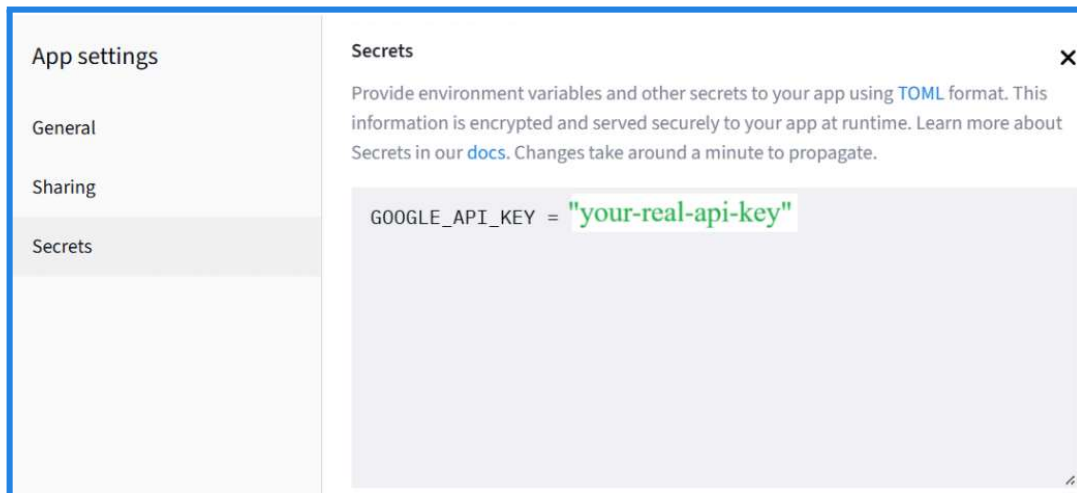 App settings
General
Sharing
Secrets
Secrets
Provide environment variables and other secrets to your app using TOML format. This
information is encrypted and served securely to your app at runtime. Learn more about
Secrets in our docs. Changes take around a minute to propagate.
GOOGLE_API_KEY = "your-real-api-key"